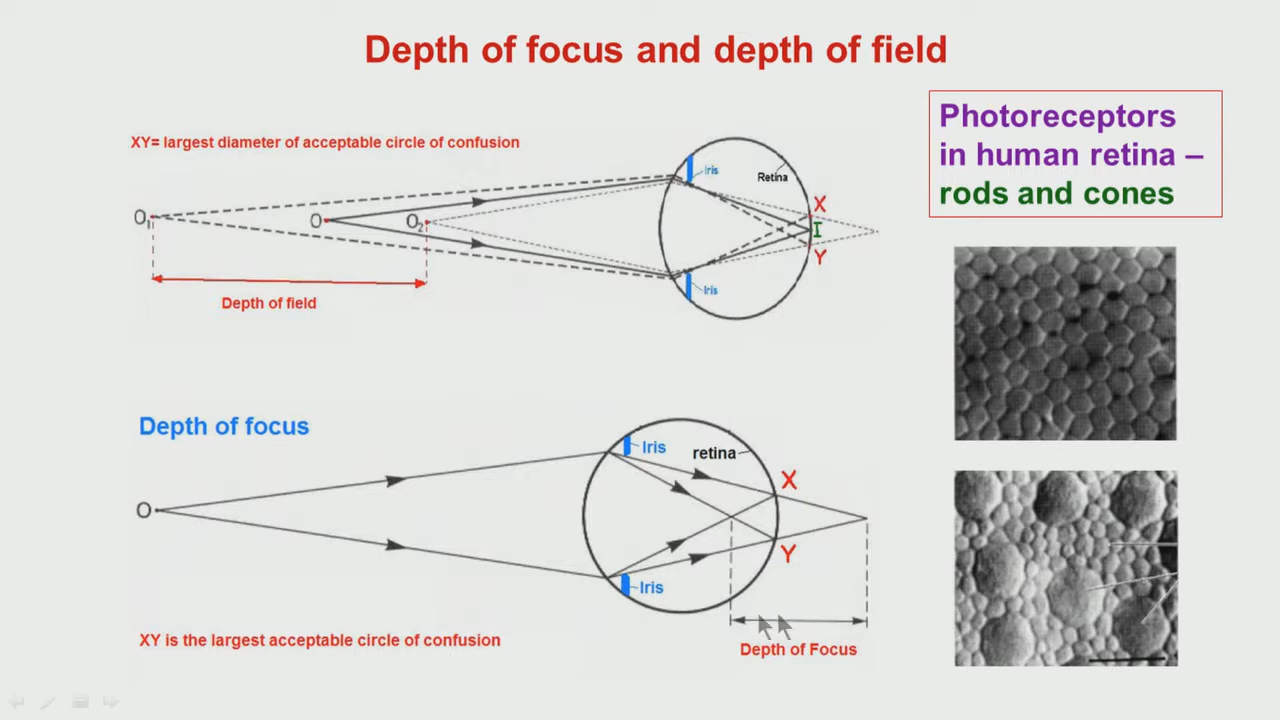 Depth of focus and depth of field
XY= largest diameter of acceptable circle of confusion
Iris
Retina
X
O1
O
O2
I
Y
Iris
Depth of field
Photoreceptors
in human retina –
rods and cones
Depth of focus
Iris
retina
X
O
Y
Iris
XY is the largest acceptable circle of confusion
Depth of Focus